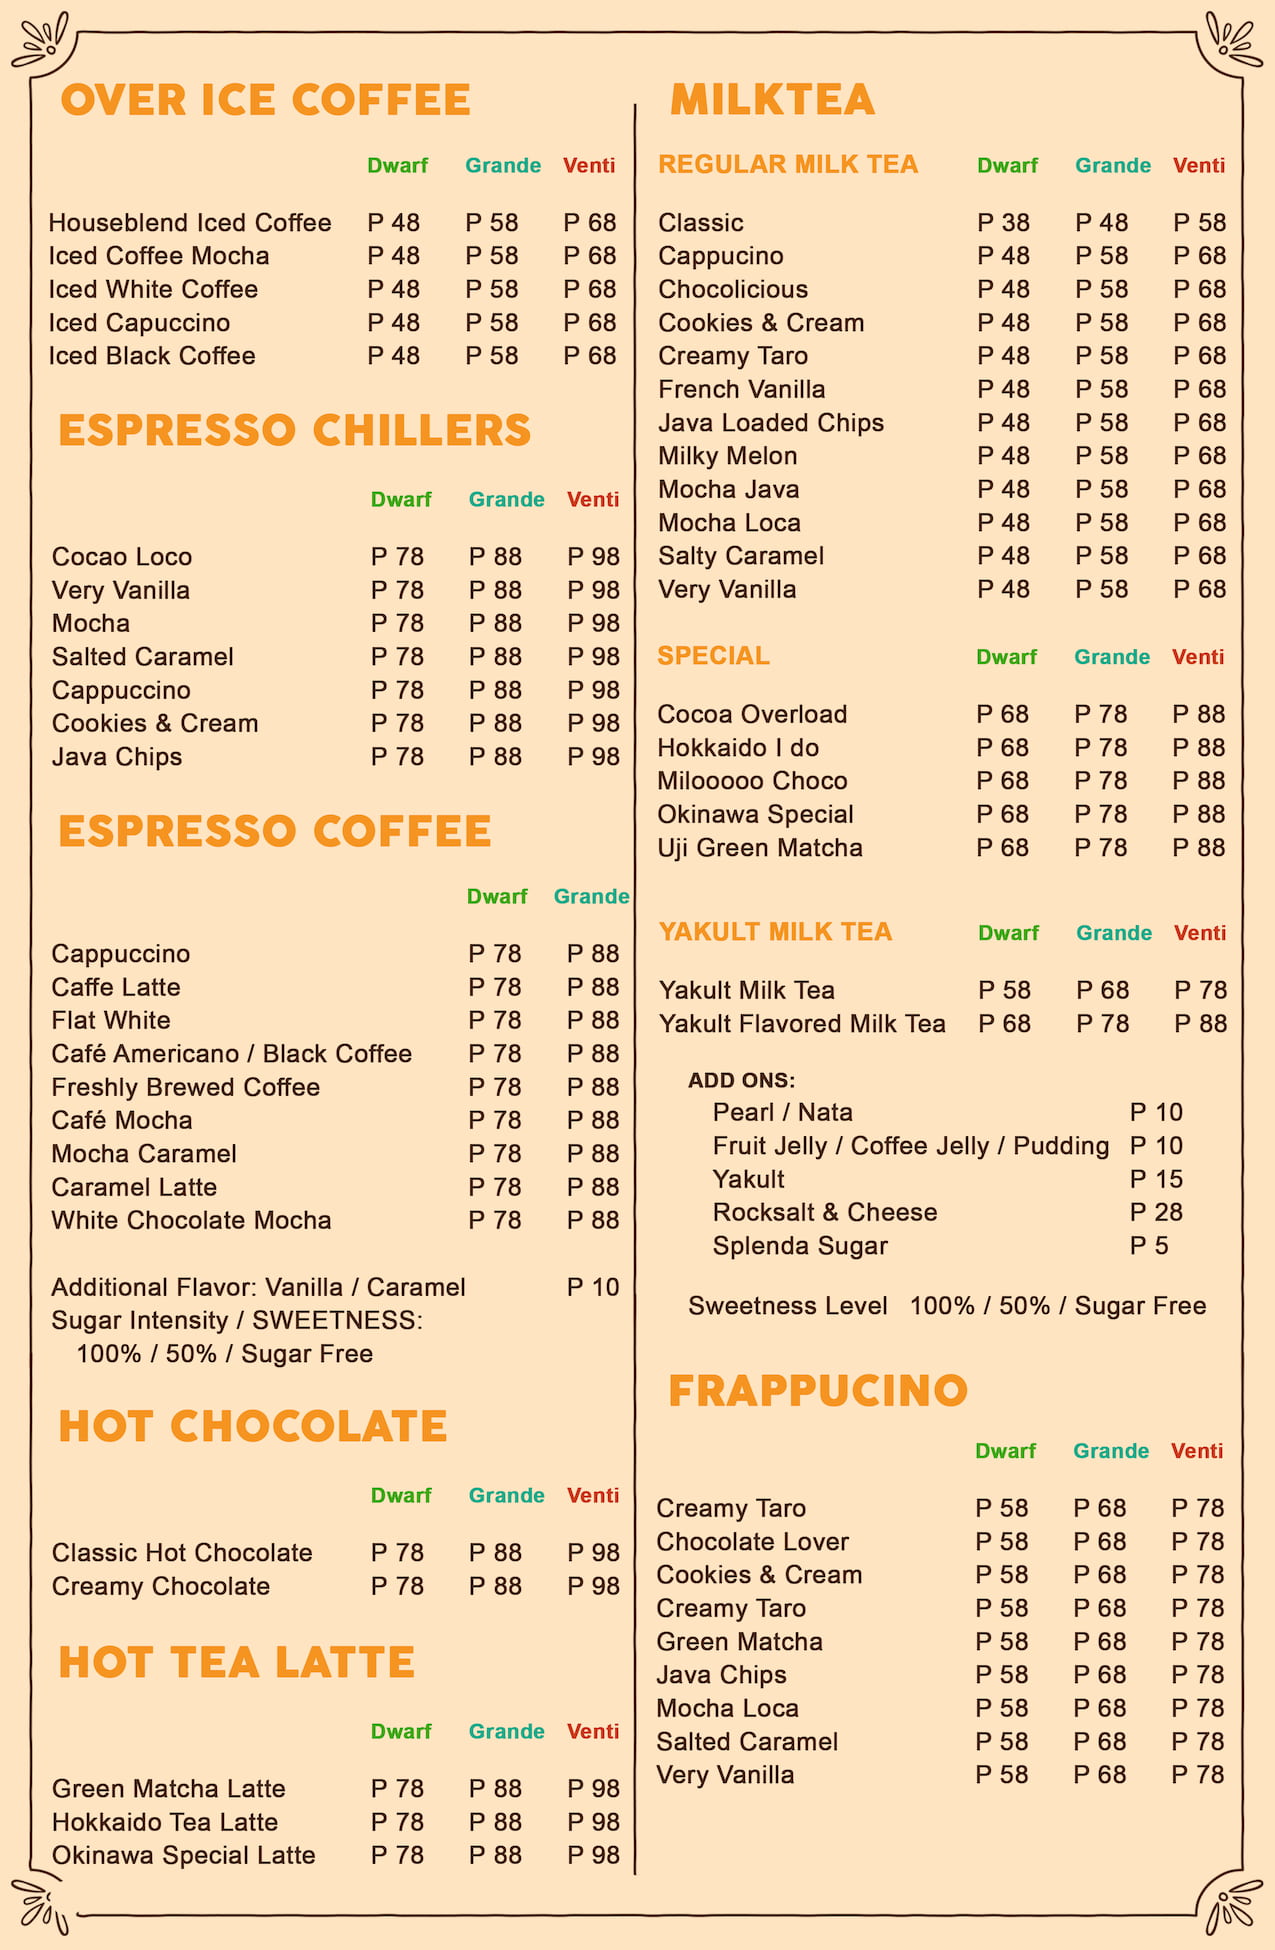 OVER ICE COFFEE
Dwarf Grande Venti
Houseblend Iced Coffee P 48 P 58 P 68
Iced Coffee Mocha P 48 P 58 P 68
Iced White Coffee P 48 P 58 P 68
Iced Capuccino P 48 P 58 P 68
Iced Black Coffee P 48 P 58 P 68
ESPRESSO CHILLERS
Dwarf Grande Venti
Cocao Loco P 78 P 88 P 98
Very Vanilla P 78 P 88 P 98
Mocha P 78 P 88 P 98
Salted Caramel P 78 P 88 P 98
Cappuccino P 78 P 88 P 98
Cookies & Cream P 78 P 88 P 98
Java Chips P 78 P 88 P 98
ESPRESSO COFFEE
Dwarf Grande
Cappuccino P 78 P 88
Caffe Latte P 78 P 88
Flat White P 78 P 88
Café Americano / Black Coffee P 78 P 88
Freshly Brewed Coffee P 78 P 88
Café Mocha P 78 P 88
Mocha Caramel P 78 P 88
Caramel Latte P 78 P 88
White Chocolate Mocha P 78 P 88
Additional Flavor: Vanilla / Caramel P 10
Sugar Intensity / SWEETNESS:
100% / 50% / Sugar Free
HOT CHOCOLATE
Dwarf Grande Venti
Classic Hot Chocolate P 78 P 88 P 98
Creamy Chocolate P 78 P 88 P 98
HOT TEA LATTE
Dwarf Grande Venti
Green Matcha Latte P 78 P 88 P 98
Hokkaido Tea Latte P 78 P 88 P 98
Okinawa Special Latte P 78 P 88 P 98
MILKTEA
REGULAR MILK TEA Dwarf Grande Venti
Classic P 38 P 48 P 58
Cappucino P 48 P 58 P 68
Chocolicious P 48 P 58 P 68
Cookies & Cream P 48 P 58 P 68
Creamy Taro P 48 P 58 P 68
French Vanilla P 48 P 58 P 68
Java Loaded Chips P 48 P 58 P 68
Milky Melon P 48 P 58 P 68
Mocha Java P 48 P 58 P 68
Mocha Loca P 48 P 58 P 68
Salty Caramel P 48 P 58 P 68
Very Vanilla P 48 P 58 P 68
SPECIAL Dwarf Grande Venti
Cocoa Overload P 68 P 78 P 88
Hokkaido I do P 68 P 78 P 88
Milooooo Choco P 68 P 78 P 88
Okinawa Special P 68 P 78 P 88
Uji Green Matcha P 68 P 78 P 88
YAKULT MILK TEA Dwarf Grande Venti
Yakult Milk Tea P 58 P 68 P 78
Yakult Flavored Milk Tea P 68 P 78 P 88
ADD ONS:
Pearl / Nata P 10
Fruit Jelly / Coffee Jelly / Pudding P 10
Yakult P 15
Rocksalt & Cheese P 28
Splenda Sugar P 5
Sweetness Level 100% / 50% / Sugar Free
FRAPPUCINO
Dwarf Grande Venti
Creamy Taro P 58 P 68 P 78
Chocolate Lover P 58 P 68 P 78
Cookies & Cream P 58 P 68 P 78
Creamy Taro P 58 P 68 P 78
Green Matcha P 58 P 68 P 78
Java Chips P 58 P 68 P 78
Mocha Loca P 58 P 68 P 78
Salted Caramel P 58 P 68 P 78
Very Vanilla P 58 P 68 P 78